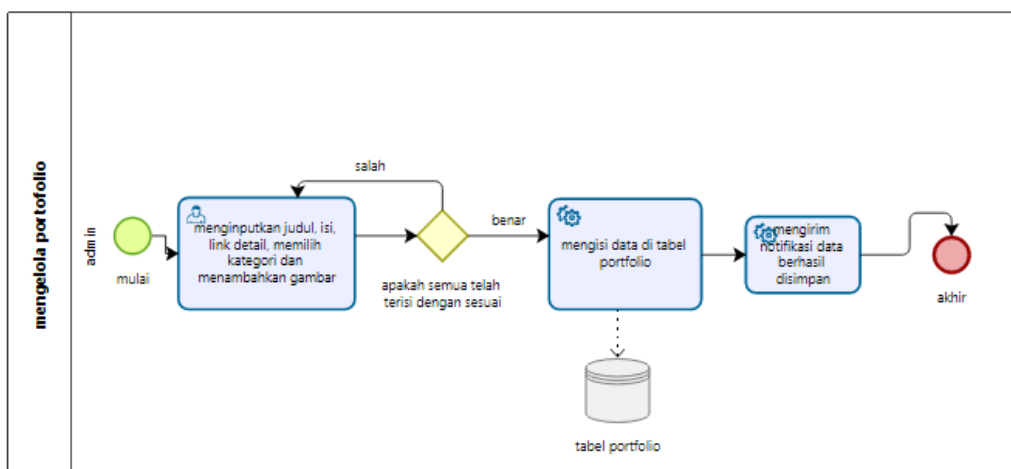 mengelola portofolio
admin
mulai
menginputkan judul, isi,
link detail, memilih
kategori dan
menambahkan gambar
salah
apakah semua telah
terisi dengan sesuai
benar
mengisi data di tabel
portfolio
tabel portfolio
mengirim
notifikasi data
berhasil
disimpan
akhir